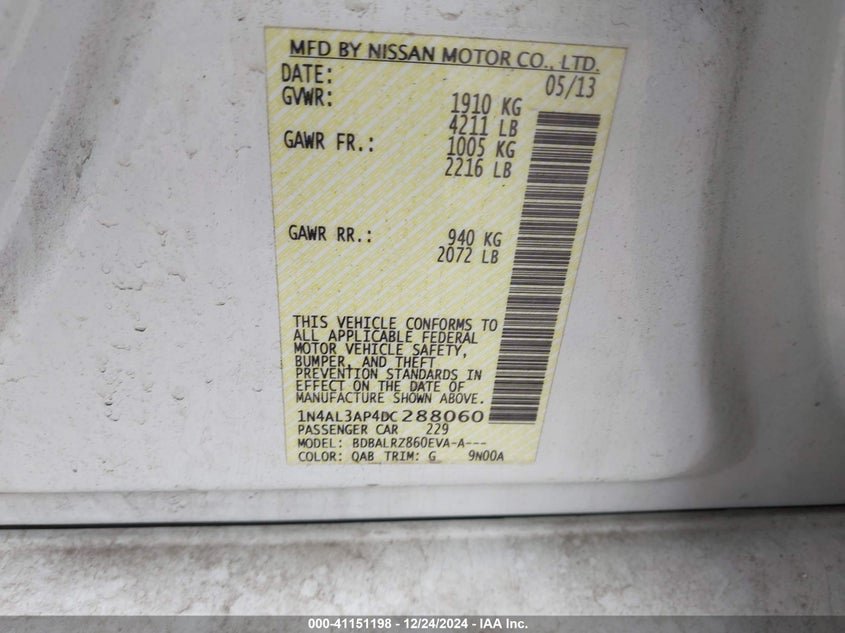 MFD BY NISSAN MOTOR CO., LTD.
DATE: 05/13
GVWR: 1910 KG
4211 LB
GAWR FR.: 1005 KG
2216 LB
GAWR RR.: 940 KG
2072 LB
THIS VEHICLE CONFORMS TO
ALL APPLICABLE FEDERAL
MOTOR VEHICLE SAFETY,
BUMPER, AND THEFT
PREVENTION STANDARDS IN
EFFECT ON THE DATE OF
MANUFACTURE SHOWN ABOVE.
1N4AL3AP4DC288060
PASSENGER CAR 229
MODEL: BDBALRZ860EVA-A---
COLOR: QAB TRIM: G 9N00A
000-41151198 - 12/24/2024 - IAA Inc.